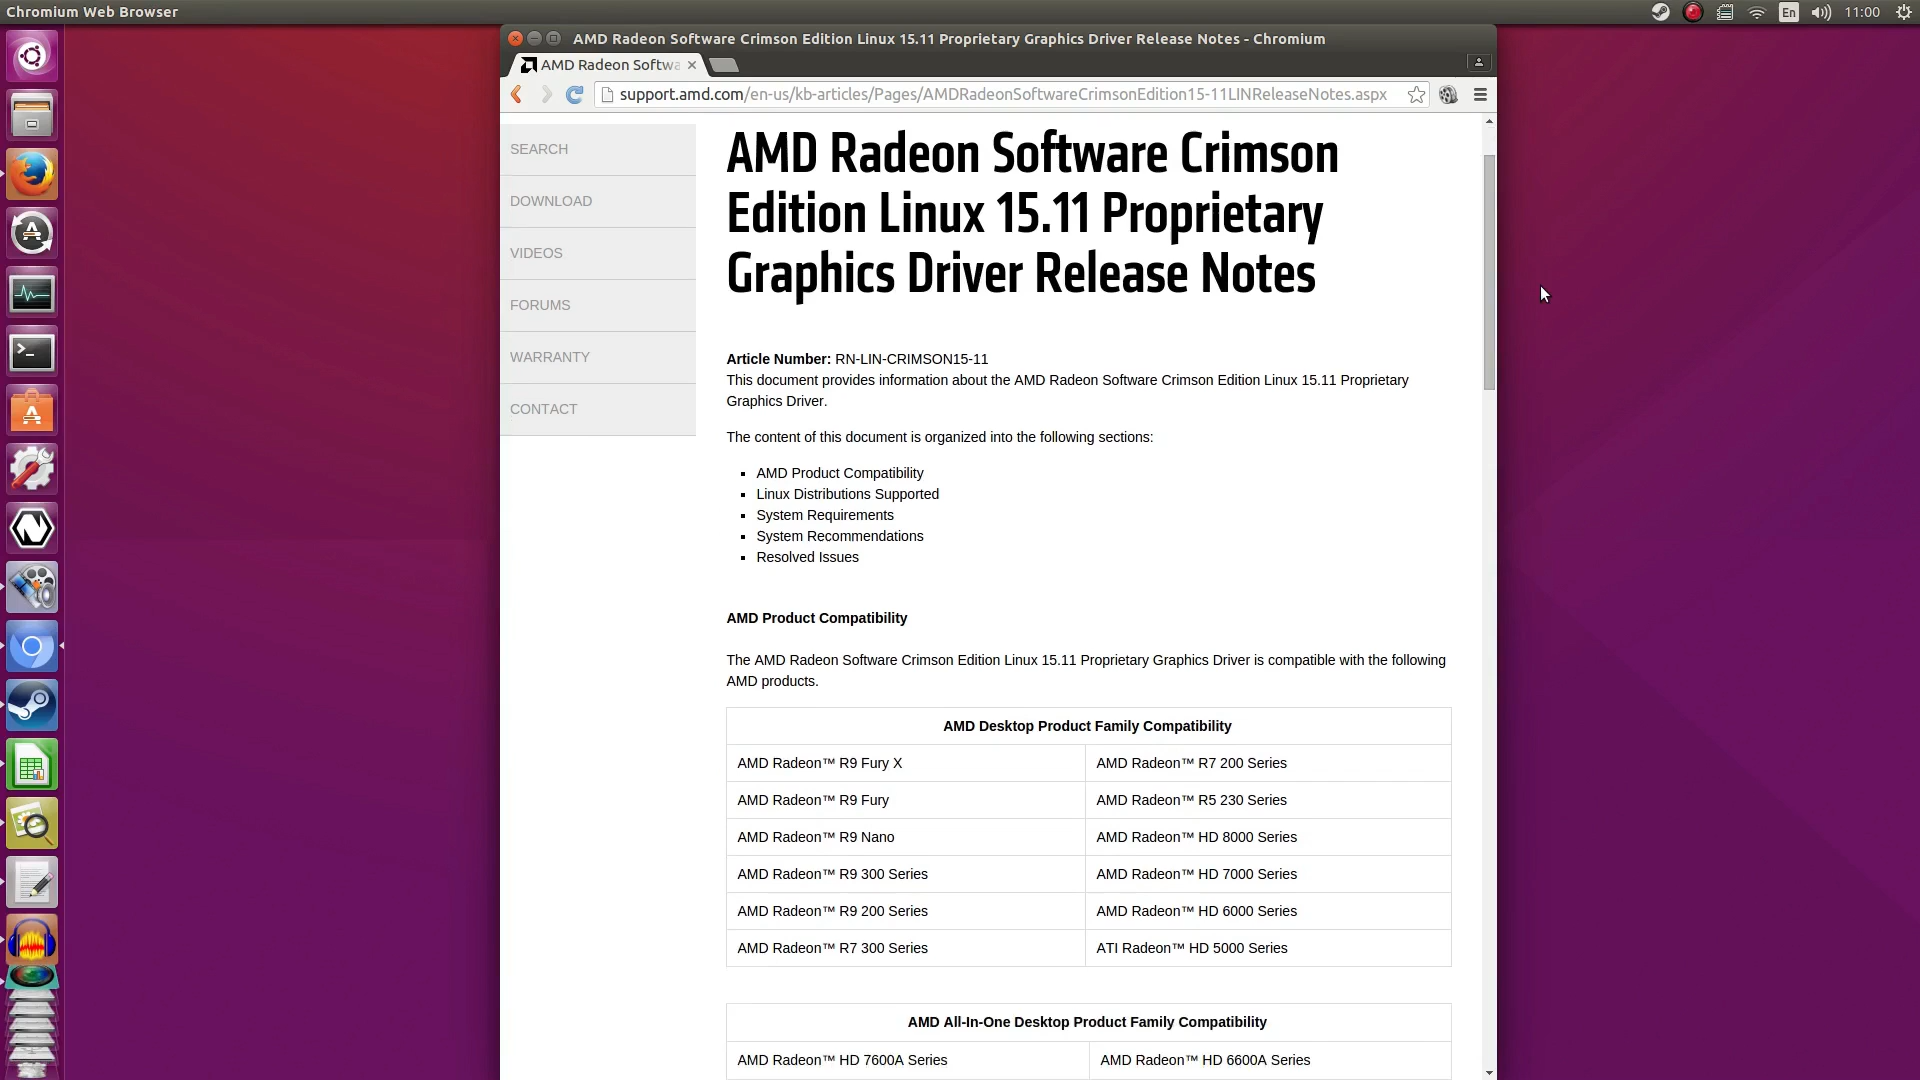 Chromium Web Browser
En
11:00
AMD Radeon Software Crimson Edition Linux 15.11 Proprietary Graphics Driver Release Notes - Chromium
AMD Radeon Softwa
support.amd.com/en-us/kb-articles/Pages/AMDRadeonSoftwareCrimsonEdition15-11LINReleaseNotes.aspx
SEARCH
DOWNLOAD
VIDEOS
FORUMS
WARRANTY
CONTACT
AMD Radeon Software Crimson
Edition Linux 15.11 Proprietary
Graphics Driver Release Notes
Article Number: RN-LIN-CRIMSON15-11
This document provides information about the AMD Radeon Software Crimson Edition Linux 15.11 Proprietary
Graphics Driver.
The content of this document is organized into the following sections:
▪ AMD Product Compatibility
▪ Linux Distributions Supported
▪ System Requirements
▪ System Recommendations
▪ Resolved Issues
AMD Product Compatibility
The AMD Radeon Software Crimson Edition Linux 15.11 Proprietary Graphics Driver is compatible with the following
AMD products.
AMD Desktop Product Family Compatibility
AMD Radeon™ R9 Fury X AMD Radeon™ R7 200 Series
AMD Radeon™ R9 Fury AMD Radeon™ R5 230 Series
AMD Radeon™ R9 Nano AMD Radeon™ HD 8000 Series
AMD Radeon™ R9 300 Series AMD Radeon™ HD 7000 Series
AMD Radeon™ R9 200 Series AMD Radeon™ HD 6000 Series
AMD Radeon™ R7 300 Series ATI Radeon™ HD 5000 Series
AMD All-In-One Desktop Product Family Compatibility
AMD Radeon™ HD 7600A Series AMD Radeon™ HD 6600A Series